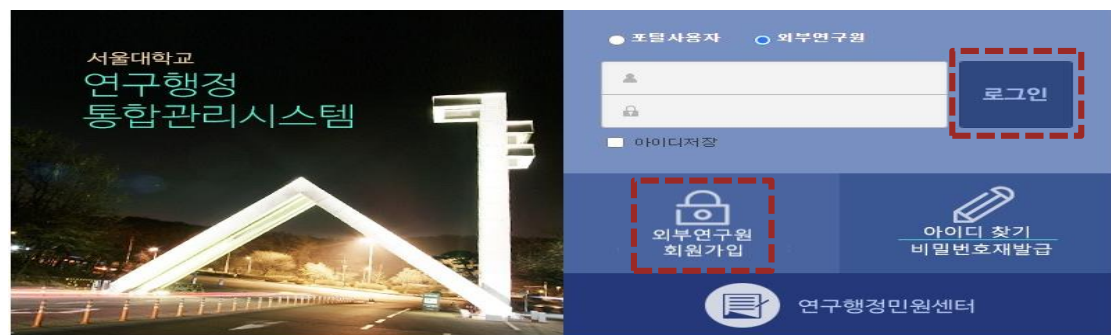 서울대학교
연구행정
통합관리시스템
포털사용자 외부연구원
로그인
아이디저장
외부연구원
회원가입
아이디 찾기
비밀번호재발급
연구행정민원센터